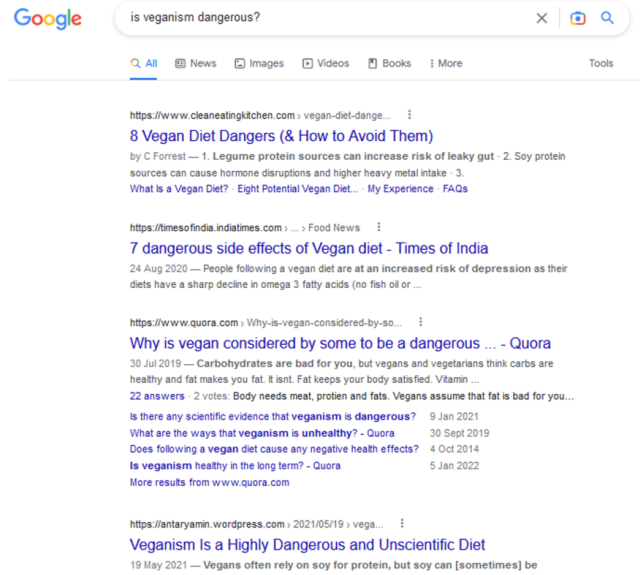 Google
is veganism dangerous?
All News Images Videos Books More Tools
https://www.cleaneatingkitchen.com › vegan-diet-dange...
8 Vegan Diet Dangers (& How to Avoid Them)
by C Forrest — 1. Legume protein sources can increase risk of leaky gut · 2. Soy protein
sources can cause hormone disruptions and higher heavy metal intake · 3.
What Is a Vegan Diet? · Eight Potential Vegan Diet... · My Experience · FAQs
https://timesofindia.indiatimes.com › ... › Food News
7 dangerous side effects of Vegan diet - Times of India
24 Aug 2020 — People following a vegan diet are at an increased risk of depression as their
diets have a sharp decline in omega 3 fatty acids (no fish oil or ...
https://www.quora.com › Why-is-vegan-considered-by-so...
Why is vegan considered by some to be a dangerous ... - Quora
30 Jul 2019 — Carbohydrates are bad for you, but vegans and vegetarians think carbs are
healthy and fat makes you fat. It isnt. Fat keeps your body satisfied. Vitamin ...
22 answers · 2 votes: Body needs meat, protien and fats. Vegans assume that fat is bad for you...
Is there any scientific evidence that veganism is dangerous? 9 Jan 2021
What are the ways that veganism is unhealthy? - Quora 30 Sept 2019
Does following a vegan diet cause any negative health effects? 4 Oct 2014
Is veganism healthy in the long term? - Quora 5 Jan 2022
More results from www.quora.com
https://antaryamin.wordpress.com › 2021/05/19 › vega...
Veganism Is a Highly Dangerous and Unscientific Diet
19 May 2021 — Vegans often rely on soy for protein, but soy can [sometimes] be